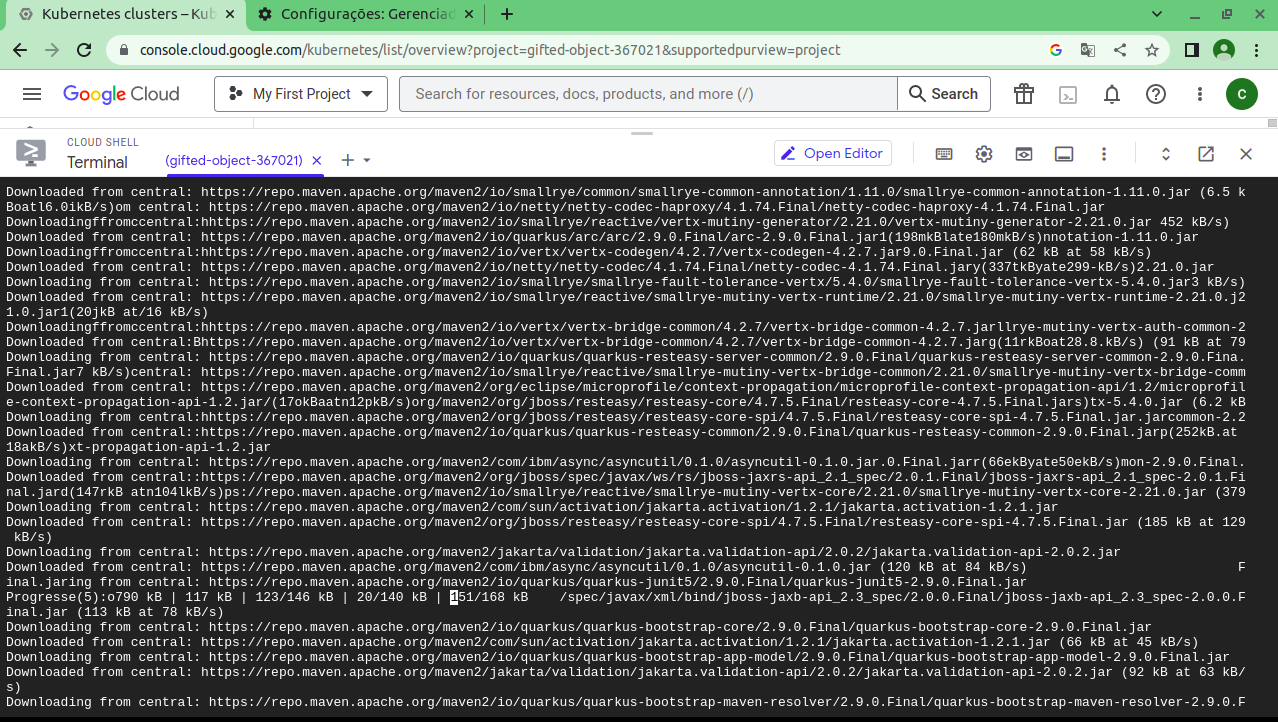 Kubernetes clusters – Kub
Configurações: Gerenciad
console.cloud.google.com/kubernetes/list/overview?project=gifted-object-367021&supportedpurview=project
Google Cloud
My First Project
Search for resources, docs, products, and more (/)
Search
C
CLOUD SHELL
Terminal
(gifted-object-367021)
Open Editor
Downloaded from central: https://repo.maven.apache.org/maven2/io/smallrye/common/smallrye-common-annotation/1.11.0/smallrye-common-annotation-1.11.0.jar (6.5 k
Boatl6.0ikB/s)om central: https://repo.maven.apache.org/maven2/io/netty/netty-codec-haproxy/4.1.74.Final/netty-codec-haproxy-4.1.74.Final.jar
Downloadingffromccentral:hhttps://repo.maven.apache.org/maven2/io/smallrye/reactive/vertx-mutiny-generator/2.21.0/vertx-mutiny-generator-2.21.0.jar 452 kB/s)
Downloaded from central: https://repo.maven.apache.org/maven2/io/quarkus/arc/arc/2.9.0.Final/arc-2.9.0.Final.jar1(198mkBlate180mkB/s)nnotation-1.11.0.jar
Downloadingffromccentral:hhttps://repo.maven.apache.org/maven2/io/vertx/vertx-codegen/4.2.7/vertx-codegen-4.2.7.jar9.0.Final.jar (62 kB at 58 kB/s)
Downloaded from central: https://repo.maven.apache.org/maven2/io/netty/netty-codec/4.1.74.Final/netty-codec-4.1.74.Final.jary(337tkByate299-kB/s)2.21.0.jar
Downloading from central: https://repo.maven.apache.org/maven2/io/smallrye/smallrye-fault-tolerance-vertx/5.4.0/smallrye-fault-tolerance-vertx-5.4.0.jar3 kB/s)
Downloading from central: https://repo.maven.apache.org/maven2/io/smallrye/reactive/smallrye-mutiny-vertx-runtime/2.21.0/smallrye-mutiny-vertx-runtime-2.21.0.j2
1.0.jar1(20jkB at/16 kB/s)
Downloadingffromccentral:hhttps://repo.maven.apache.org/maven2/io/vertx/vertx-bridge-common/4.2.7/vertx-bridge-common-4.2.7.jarllrye-mutiny-vertx-auth-common-2
Downloaded from central:Bhttps://repo.maven.apache.org/maven2/io/vertx/vertx-bridge-common/4.2.7/vertx-bridge-common-4.2.7.jarg(11rkBoat28.8.kB/s) (91 kB at 79
Downloading from central: https://repo.maven.apache.org/maven2/io/quarkus/quarkus-resteasy-server-common/2.9.0.Final/quarkus-resteasy-server-common-2.9.0.Fina.
Final.jar7 kB/s)central: https://repo.maven.apache.org/maven2/io/smallrye/reactive/smallrye-mutiny-vertx-bridge-common/2.21.0/smallrye-mutiny-vertx-bridge-comm
Downloaded from central: https://repo.maven.apache.org/maven2/org/eclipse/microprofile/context-propagation/microprofile-context-propagation-api/1.2/microprofil
e-context-propagation-api-1.2.jar/(17okBaatn12pkB/s)org/maven2/org/jboss/resteasy/resteasy-core/4.7.5.Final/resteasy-core-4.7.5.Final.jars)tx-5.4.0.jar (6.2 kB
Downloading from central:hhttps://repo.maven.apache.org/maven2/org/jboss/resteasy/resteasy-core-spi/4.7.5.Final/resteasy-core-spi-4.7.5.Final.jar.jarcommon-2.2
Downloaded from central::https://repo.maven.apache.org/maven2/io/quarkus/quarkus-resteasy-common/2.9.0.Final/quarkus-resteasy-common-2.9.0.Final.jarp(252kB.at
18akB/s)xt-propagation-api-1.2.jar
Downloading from central: https://repo.maven.apache.org/maven2/com/ibm/async/asyncutil/0.1.0/asyncutil-0.1.0.jar.0.Final.jarr(66ekByate50ekB/s)mon-2.9.0.Final.
Downloaded from central::https://repo.maven.apache.org/maven2/org/jboss/spec/javax/ws/rs/jboss-jaxrs-api_2.1_spec/2.0.1.Final/jboss-jaxrs-api_2.1_spec-2.0.1.Fi
nal.jard(147rkB atn104lkB/s)ps://repo.maven.apache.org/maven2/io/smallrye/reactive/smallrye-mutiny-vertx-core/2.21.0/smallrye-mutiny-vertx-core-2.21.0.jar (379
Downloading from central: https://repo.maven.apache.org/maven2/com/sun/activation/jakarta.activation/1.2.1/jakarta.activation-1.2.1.jar
Downloaded from central: https://repo.maven.apache.org/maven2/org/jboss/resteasy/resteasy-core-spi/4.7.5.Final/resteasy-core-spi-4.7.5.Final.jar (185 kB at 129
kB/s)
Downloading from central: https://repo.maven.apache.org/maven2/jakarta/validation/jakarta.validation-api/2.0.2/jakarta.validation-api-2.0.2.jar
Downloaded from central: https://repo.maven.apache.org/maven2/com/ibm/async/asyncutil/0.1.0/asyncutil-0.1.0.jar (120 kB at 84 kB/s) F
inal.jaring from central: https://repo.maven.apache.org/maven2/io/quarkus/quarkus-junit5/2.9.0.Final/quarkus-junit5-2.9.0.Final.jar
Progresse(5):o790 kB | 117 kB | 123/146 kB | 20/140 kB | 151/168 kB /spec/javax/xml/bind/jboss-jaxb-api_2.3_spec/2.0.0.Final/jboss-jaxb-api_2.3_spec-2.0.0.F
inal.jar (113 kB at 78 kB/s)
Downloading from central: https://repo.maven.apache.org/maven2/io/quarkus/quarkus-bootstrap-core/2.9.0.Final/quarkus-bootstrap-core-2.9.0.Final.jar
Downloaded from central: https://repo.maven.apache.org/maven2/com/sun/activation/jakarta.activation/1.2.1/jakarta.activation-1.2.1.jar (66 kB at 45 kB/s)
Downloading from central: https://repo.maven.apache.org/maven2/io/quarkus/quarkus-bootstrap-app-model/2.9.0.Final/quarkus-bootstrap-app-model-2.9.0.Final.jar
Downloaded from central: https://repo.maven.apache.org/maven2/jakarta/validation/jakarta.validation-api/2.0.2/jakarta.validation-api-2.0.2.jar (92 kB at 63 kB/
s)
Downloading from central: https://repo.maven.apache.org/maven2/io/quarkus/quarkus-bootstrap-maven-resolver/2.9.0.Final/quarkus-bootstrap-maven-resolver-2.9.0.F